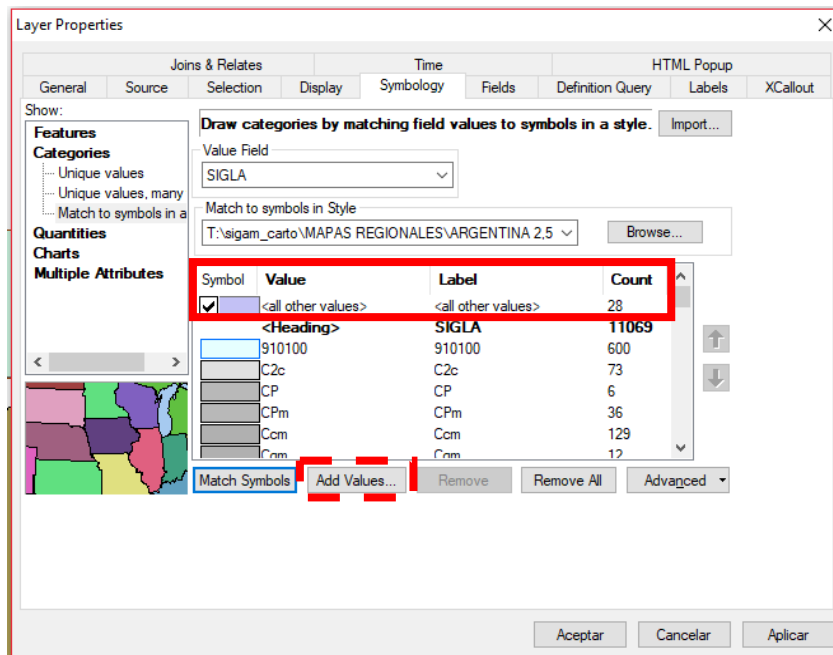 Layer Properties
Joins & Relates Time HTML Popup
General Source Selection Display Symbology Fields Definition Query Labels XCallout
Show:
Features
Categories
Unique values
Unique values, many
Match to symbols in a
Quantities
Charts
Multiple Attributes
Draw categories by matching field values to symbols in a style. Import...
Value Field
SIGLA
Match to symbols in Style
T:\sigam_carto\MAPAS REGIONALES\ARGENTINA 2,5 Browse...
Symbol Value Label Count
<all other values> <all other values> 28
<Heading> SIGLA 11069
910100 910100 600
C2c C2c 73
CP CP 6
CPm CPm 36
Ccm Ccm 129
Cgm Cgm 12
Match Symbols Add Values... Remove Remove All Advanced
Aceptar Cancelar Aplicar